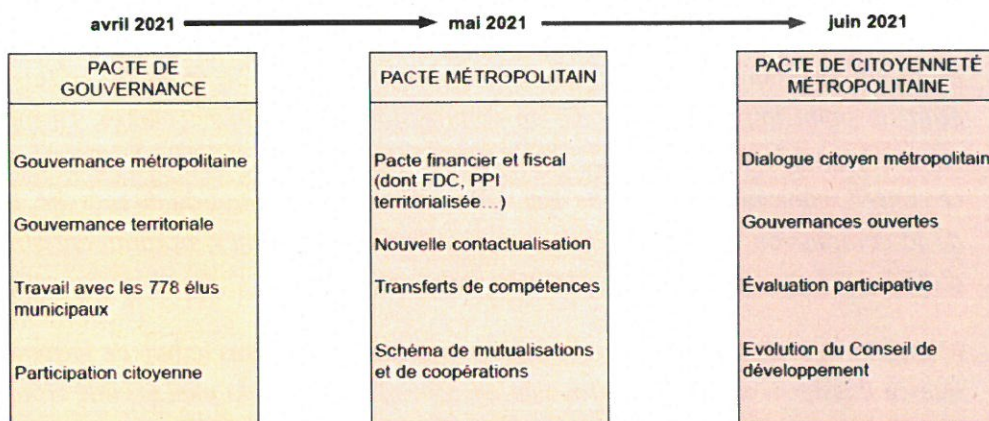 avril 2021
mai 2021
juin 2021
PACTE DE
GOUVERNANCE
Gouvernance métropolitaine
Gouvernance territoriale
Travail avec les 778 élus
municipaux
Participation citoyenne
PACTE MÉTROPOLITAIN
Pacte financier et fiscal
(dont FDC, PPI
territorialisée...)
Nouvelle contactualisation
Transferts de compétences
Schéma de mutualisations
et de coopérations
PACTE DE CITOYENNETÉ
MÉTROPOLITAINE
Dialogue citoyen métropolitain
Gouvernances ouvertes
Évaluation participative
Evolution du Conseil de
développement